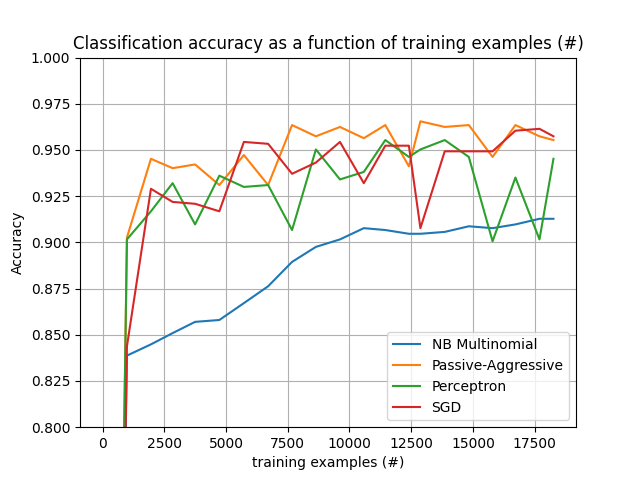 Classification accuracy as a function of training examples (#)
1.000
0.975
0.950
0.925
0.900
0.875
0.850
0.825
0.800
Accuracy
NB Multinomial
Passive-Aggressive
Perceptron
SGD
0 2500 5000 7500 10000 12500 15000 17500
training examples (#)